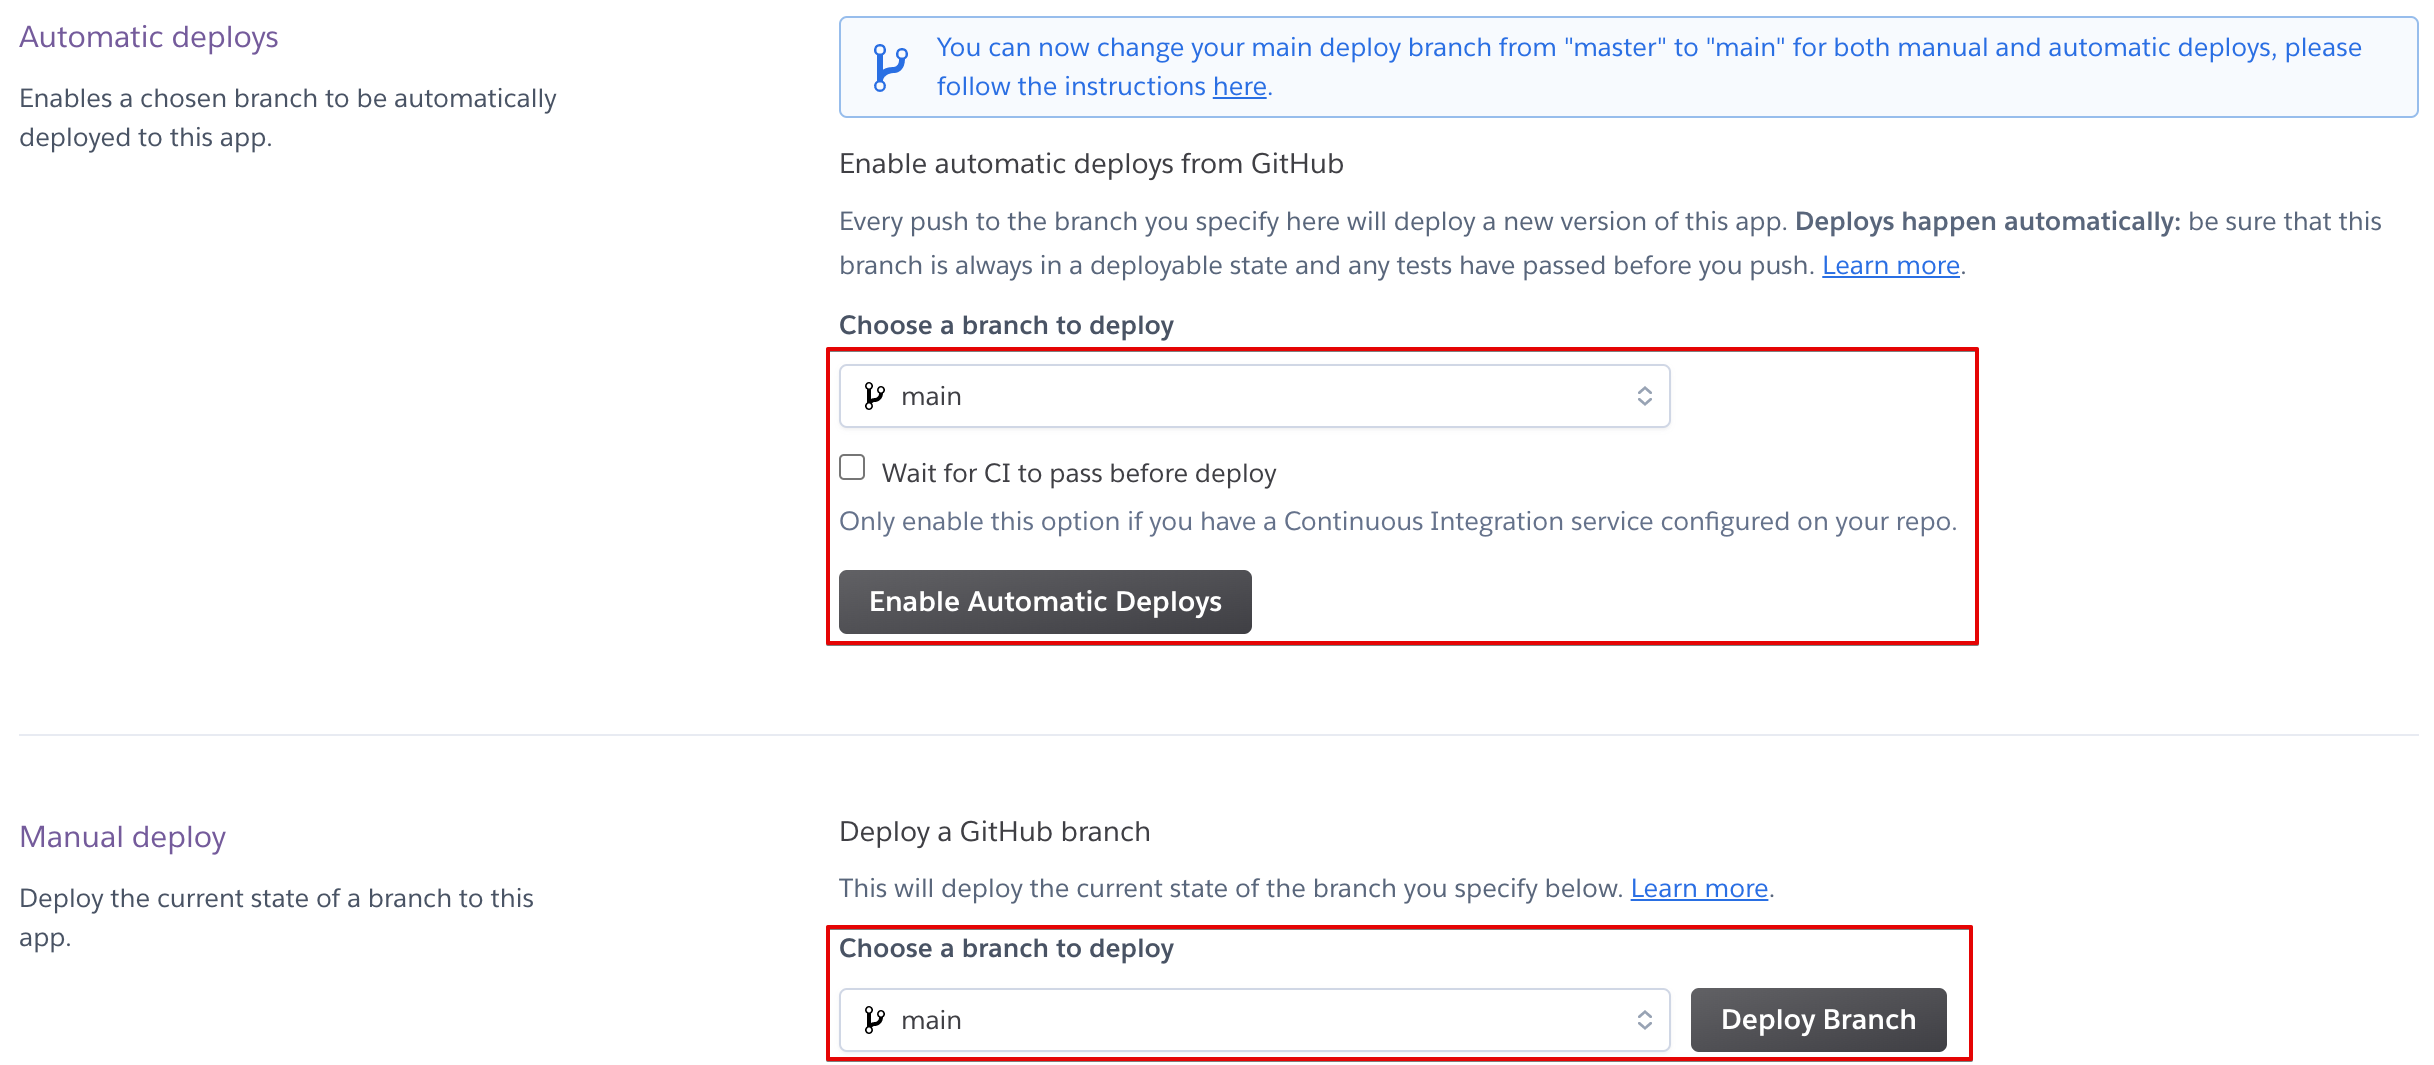 Automatic deploys
Enables a chosen branch to be automatically
deployed to this app.
You can now change your main deploy branch from "master" to "main" for both manual and automatic deploys, please
follow the instructions here.
Enable automatic deploys from GitHub
Every push to the branch you specify here will deploy a new version of this app. Deploys happen automatically: be sure that this
branch is always in a deployable state and any tests have passed before you push. Learn more.
Choose a branch to deploy
main
Wait for CI to pass before deploy
Only enable this option if you have a Continuous Integration service configured on your repo.
Enable Automatic Deploys
Manual deploy
Deploy the current state of a branch to this
app.
Deploy a GitHub branch
This will deploy the current state of the branch you specify below. Learn more.
Choose a branch to deploy
main
Deploy Branch